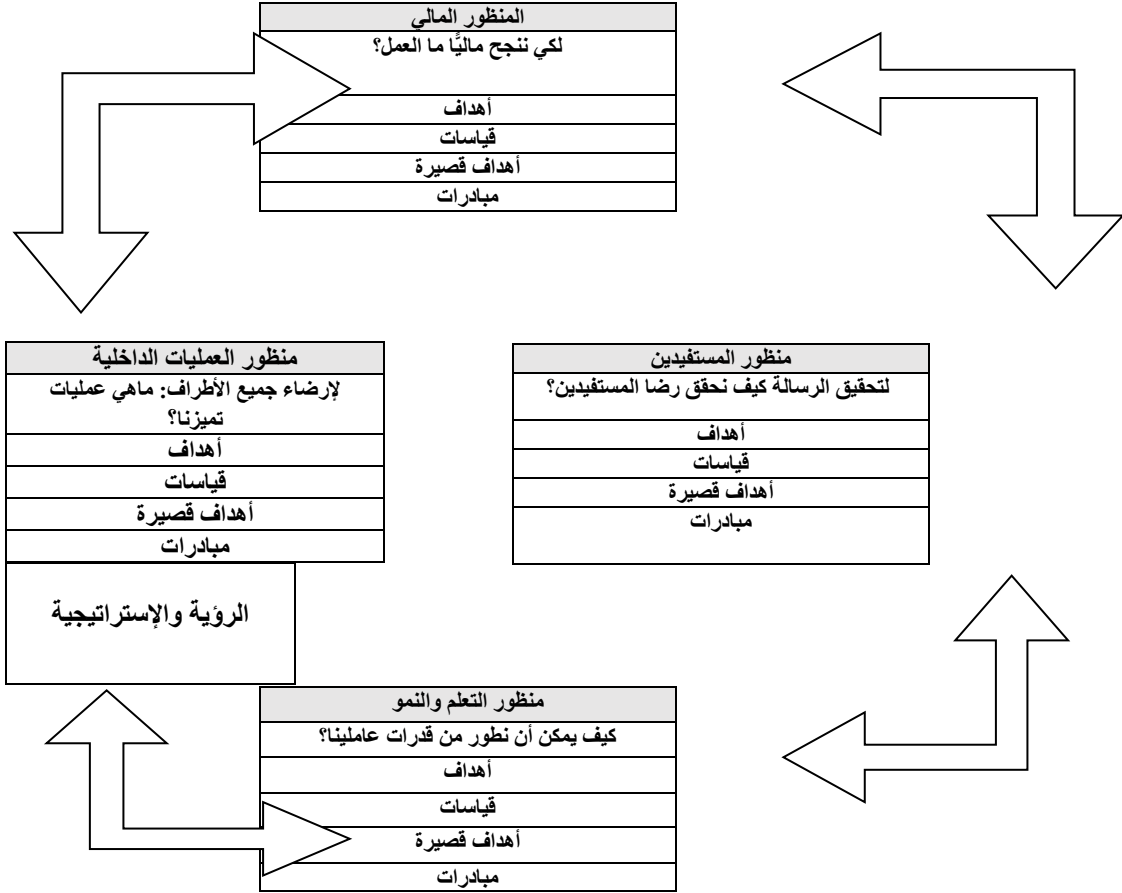 المنظور المالي
لكي ننجح ماليًّا ما العمل؟
أهداف
قياسات
أهداف قصيرة
مبادرات
منظور المستفيدين
لتحقيق الرسالة كيف نحقق رضا المستفيدين؟
أهداف
قياسات
أهداف قصيرة
مبادرات
منظور العمليات الداخلية
لإرضاء جميع الأطراف: ماهي عمليات
تميزنا؟
أهداف
قياسات
أهداف قصيرة
مبادرات
الرؤية والإستراتيجية
منظور التعلم والنمو
كيف يمكن أن نطور من قدرات عاملينا؟
أهداف
قياسات
أهداف قصيرة
مبادرات